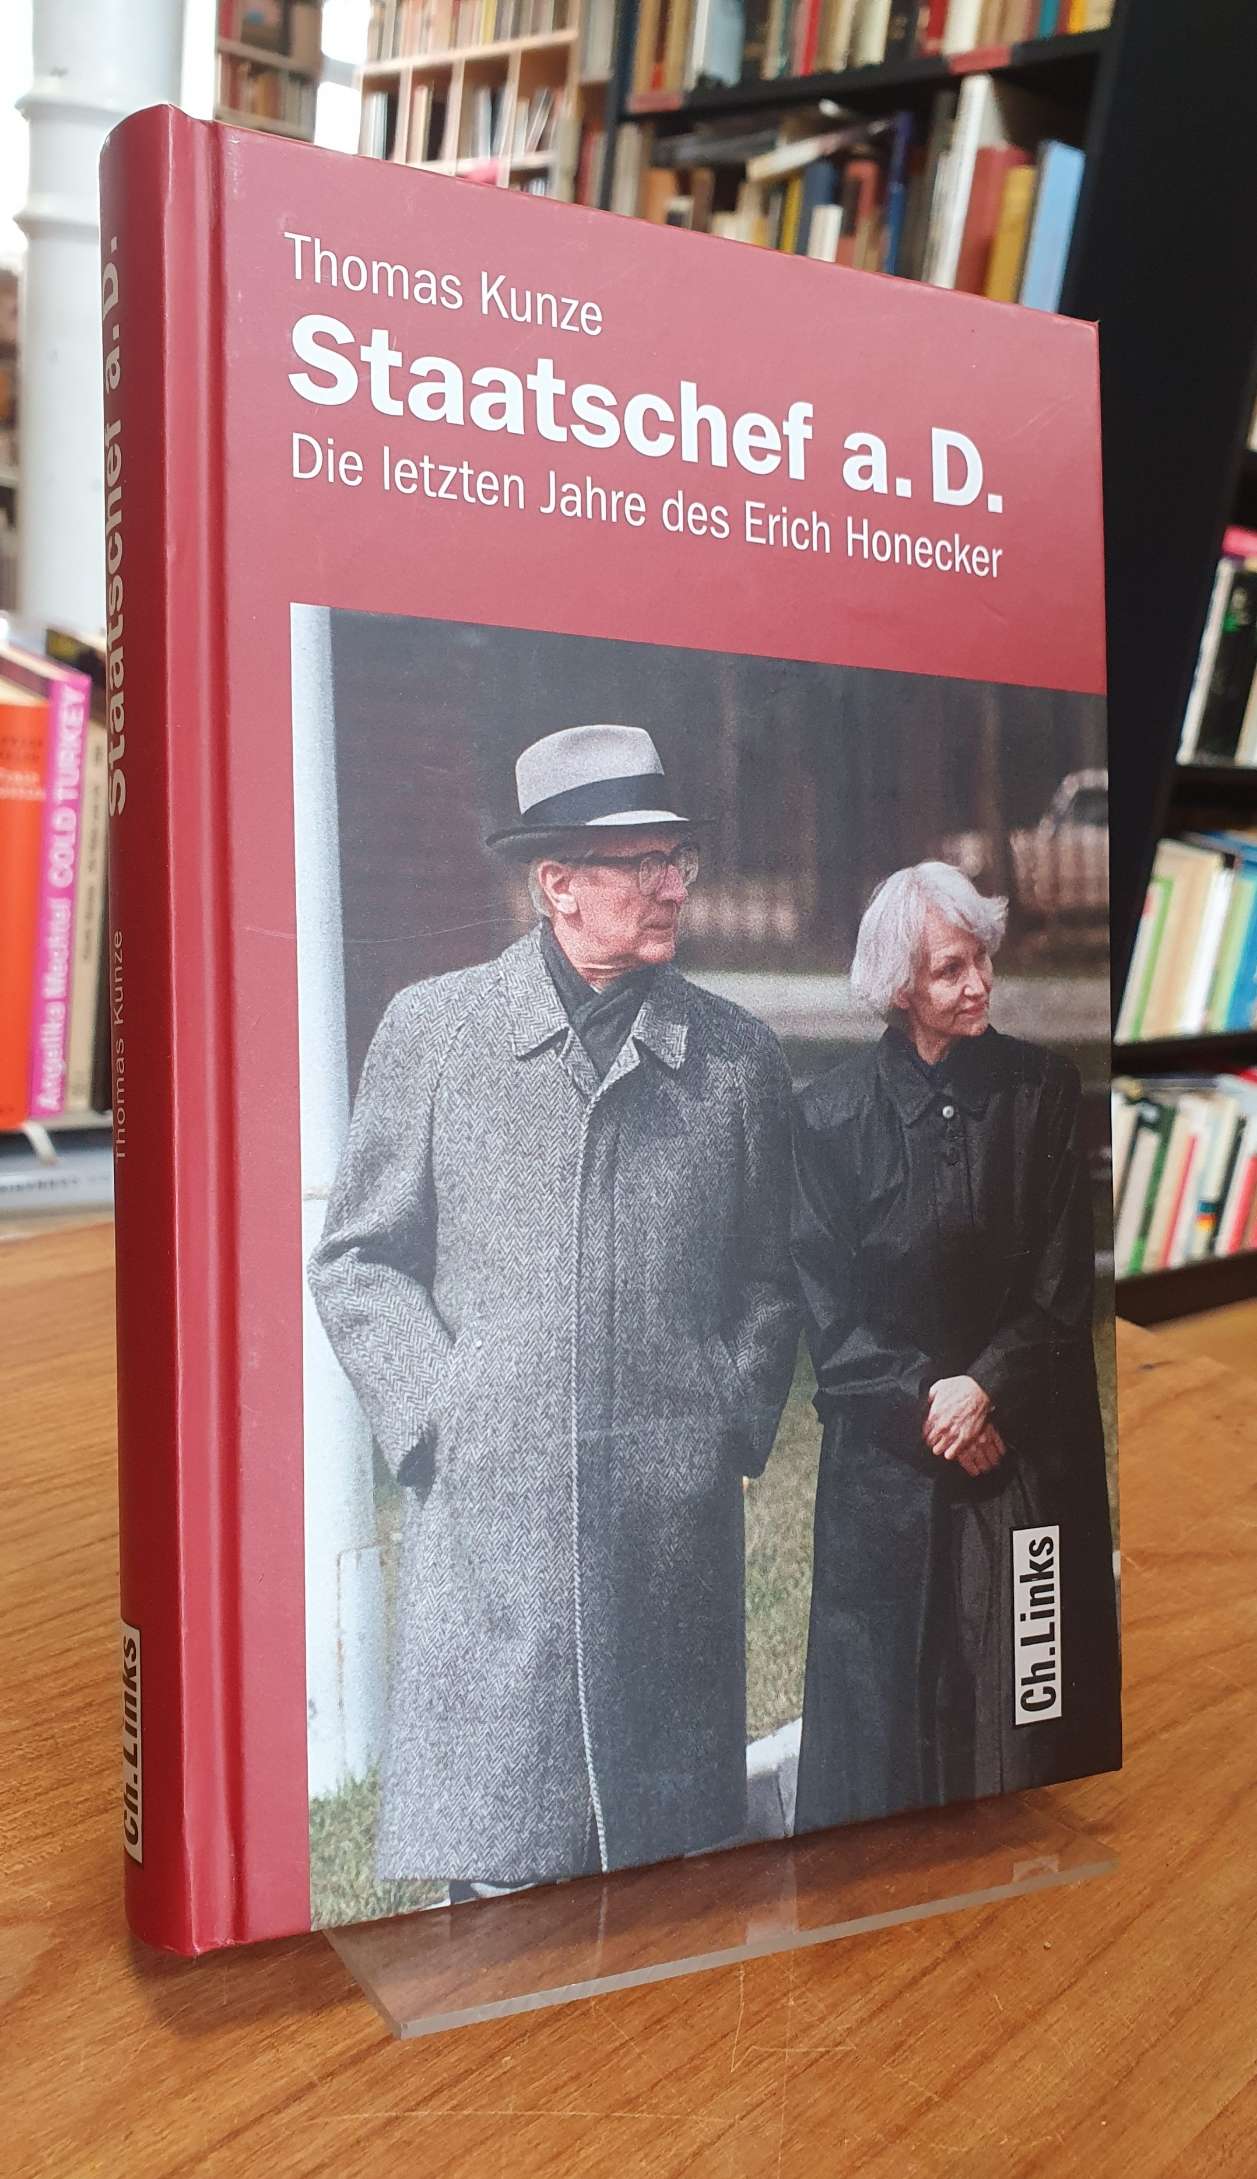 Thomas Kunze
Staatschef a. D.
Die letzten Jahre des Erich Honecker
Ch.Links
Thomas Kunze
Staatschef a. D.
Ch.Links
Angelika Mechtel COLD TURKEY